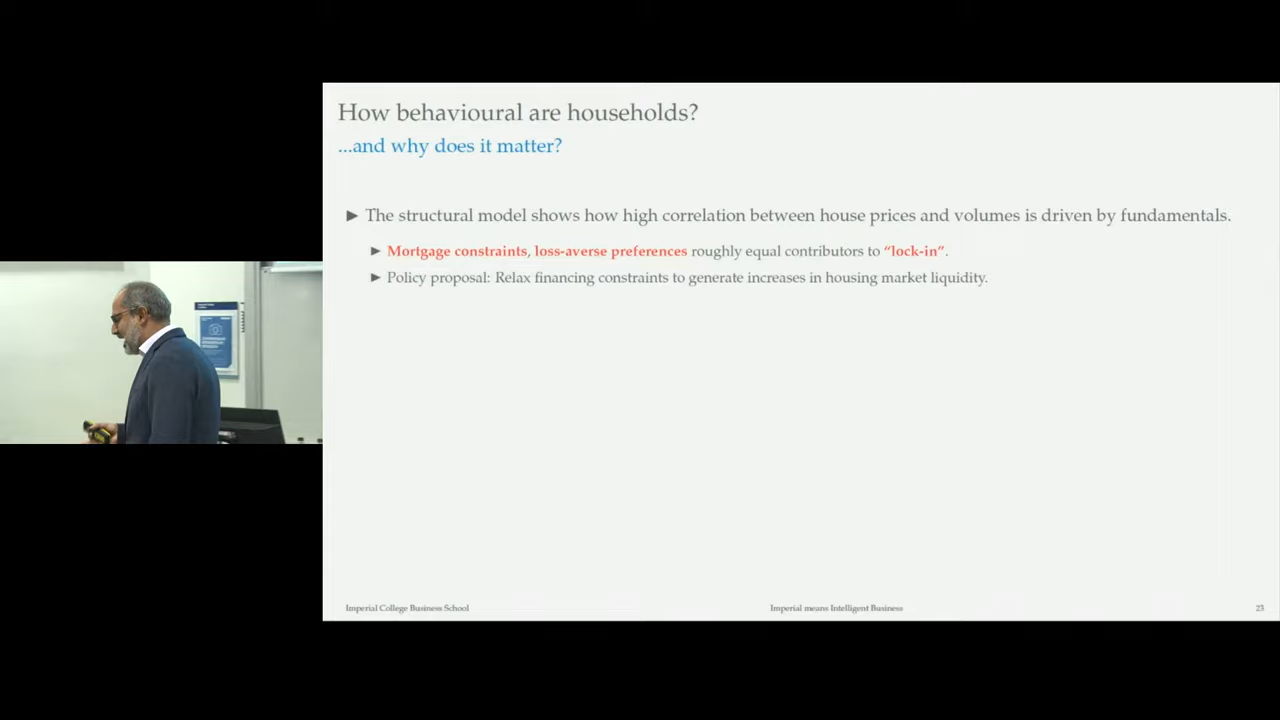 How behavioural are households?
...and why does it matter?
► The structural model shows how high correlation between house prices and volumes is driven by fundamentals.
► Mortgage constraints, loss-averse preferences roughly equal contributors to “lock-in”.
► Policy proposal: Relax financing constraints to generate increases in housing market liquidity.
Imperial College Business School
Imperial means Intelligent Business
23